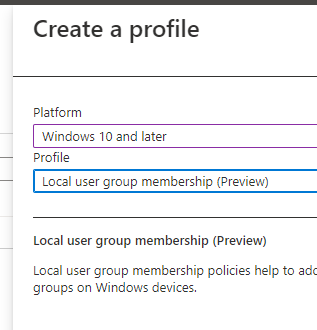 Create a profile
Platform
Windows 10 and later
Profile
Local user group membership (Preview)
Local user group membership (Preview)
Local user group membership policies help to add
groups on Windows devices.